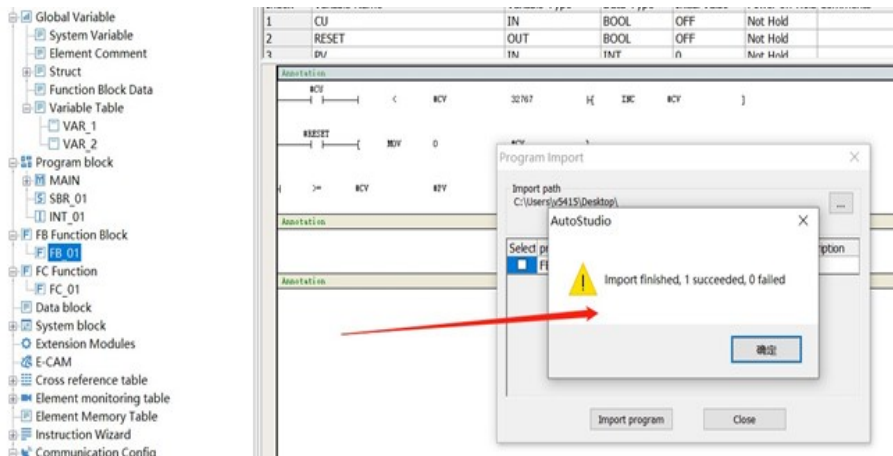 Global Variable
System Variable
Element Comment
Struct
Function Block Data
Variable Table
VAR_1
VAR_2
Program block
MAIN
SBR_01
INT_01
FB Function Block
FB_01
FC Function
FC_01
Data block
System block
Extension Modules
E-CAM
Cross reference table
Element monitoring table
Element Memory Table
Instruction Wizard
Communication Config
1 CU IN BOOL OFF Not Hold
2 RESET OUT BOOL OFF Not Hold
3 PV IN INT 0 Not Hold
Annotation
#CU
< #CV 32767 INC #CV ]
#RESET
MOV 0 #CV ]
>= #CV #PV
Annotation
Annotation
Program Import
Import path
C:\Users\y5415\Desktop\
...
Select
AutoStudio
Import finished, 1 succeeded, 0 failed
确定
Import program
Close